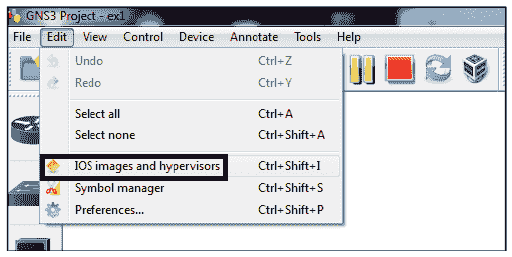 GNS3 Project - ex1
File Edit View Control Device Annotate Tools Help
Undo Ctrl+Z
Redo Ctrl+Y
Select all Ctrl+A
Select none Ctrl+Shift+A
IOS images and hypervisors Ctrl+Shift+I
Symbol manager Ctrl+Shift+S
Preferences... Ctrl+Shift+P